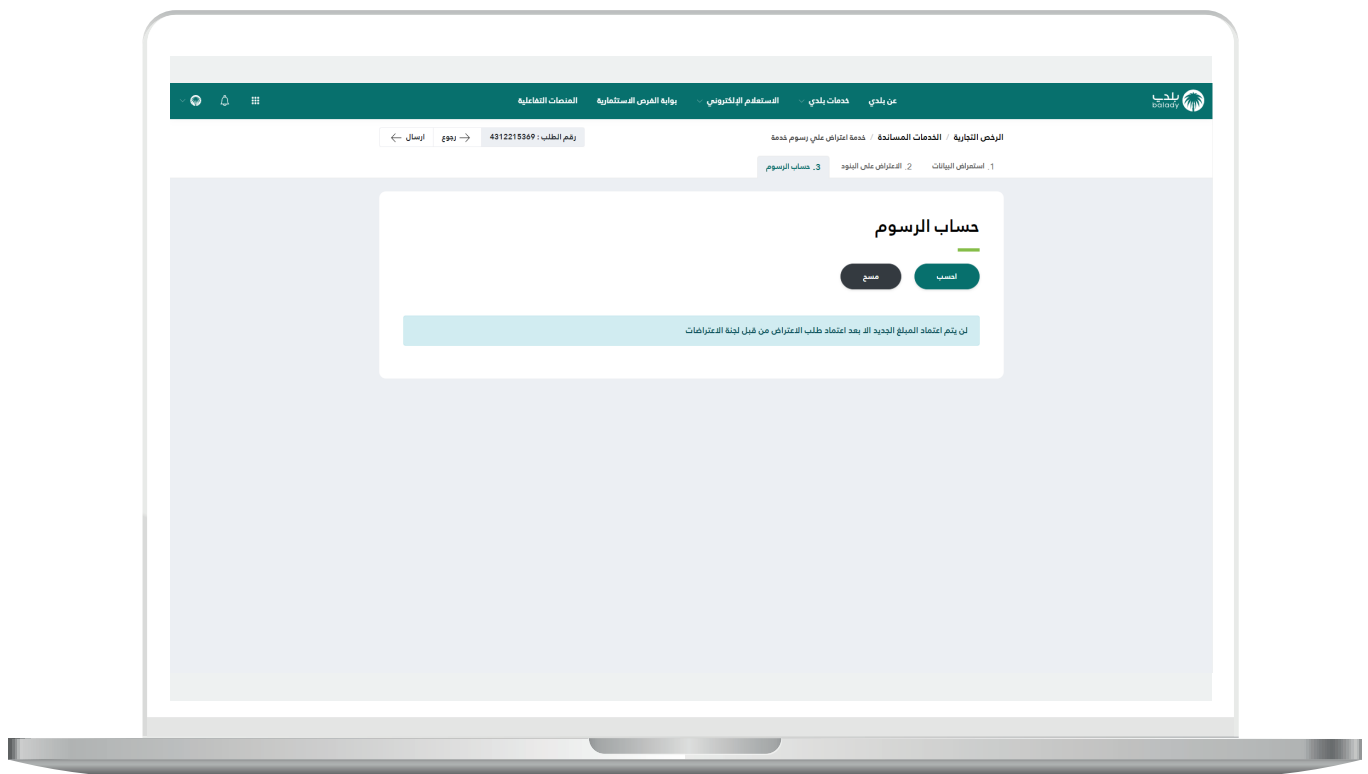 بلدي
balady
عن بلدي خدمات بلدي الاستعلام الإلكتروني بوابة الفرص الاستثمارية المنصات التفاعلية
الرخص التجارية / الخدمات المساندة / خدمة اعتراض علي رسوم خدمة
رقم الطلب : 4312215369 رجوع ارسال
1. استعراض البيانات 2. الاعتراض على البنود 3. حساب الرسوم
حساب الرسوم
احسب مسح
لن يتم اعتماد المبلغ الجديد الا بعد اعتماد طلب الاعتراض من قبل لجنة الاعتراضات